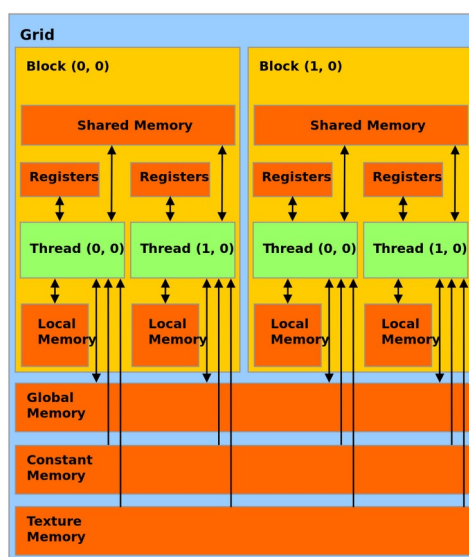 Grid
Block (0, 0)
Block (1, 0)
Shared Memory
Shared Memory
Registers
Registers
Registers
Registers
Thread (0, 0)
Thread (1, 0)
Thread (0, 0)
Thread (1, 0)
Local
Memory
Local
Memory
Local
Memory
Local
Memory
Global
Memory
Constant
Memory
Texture
Memory